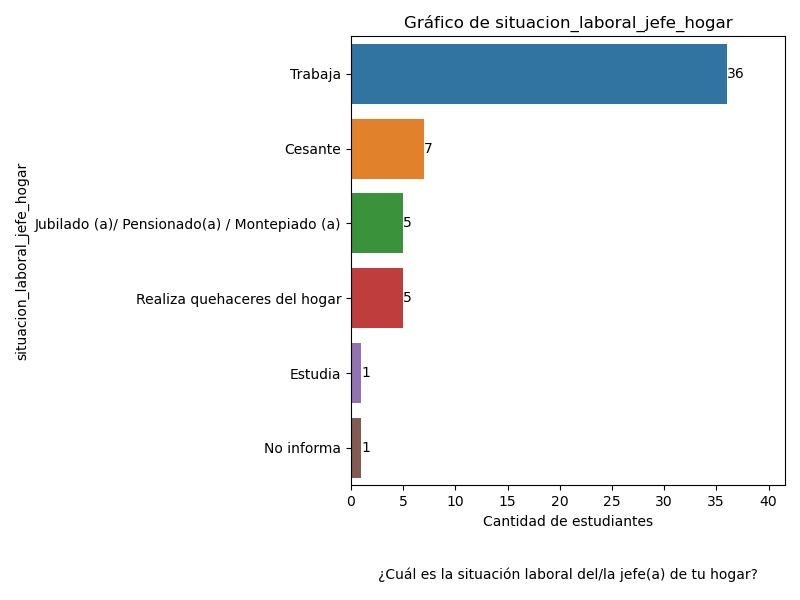 Gráfico de situacion_laboral_jefe_hogar
situacion_laboral_jefe_hogar
Trabaja
36
Cesante
7
Jubilado (a)/ Pensionado(a) / Montepiado (a)
5
Realiza quehaceres del hogar
5
Estudia
1
No informa
1
0 5 10 15 20 25 30 35 40
Cantidad de estudiantes
¿Cuál es la situación laboral del/la jefe(a) de tu hogar?